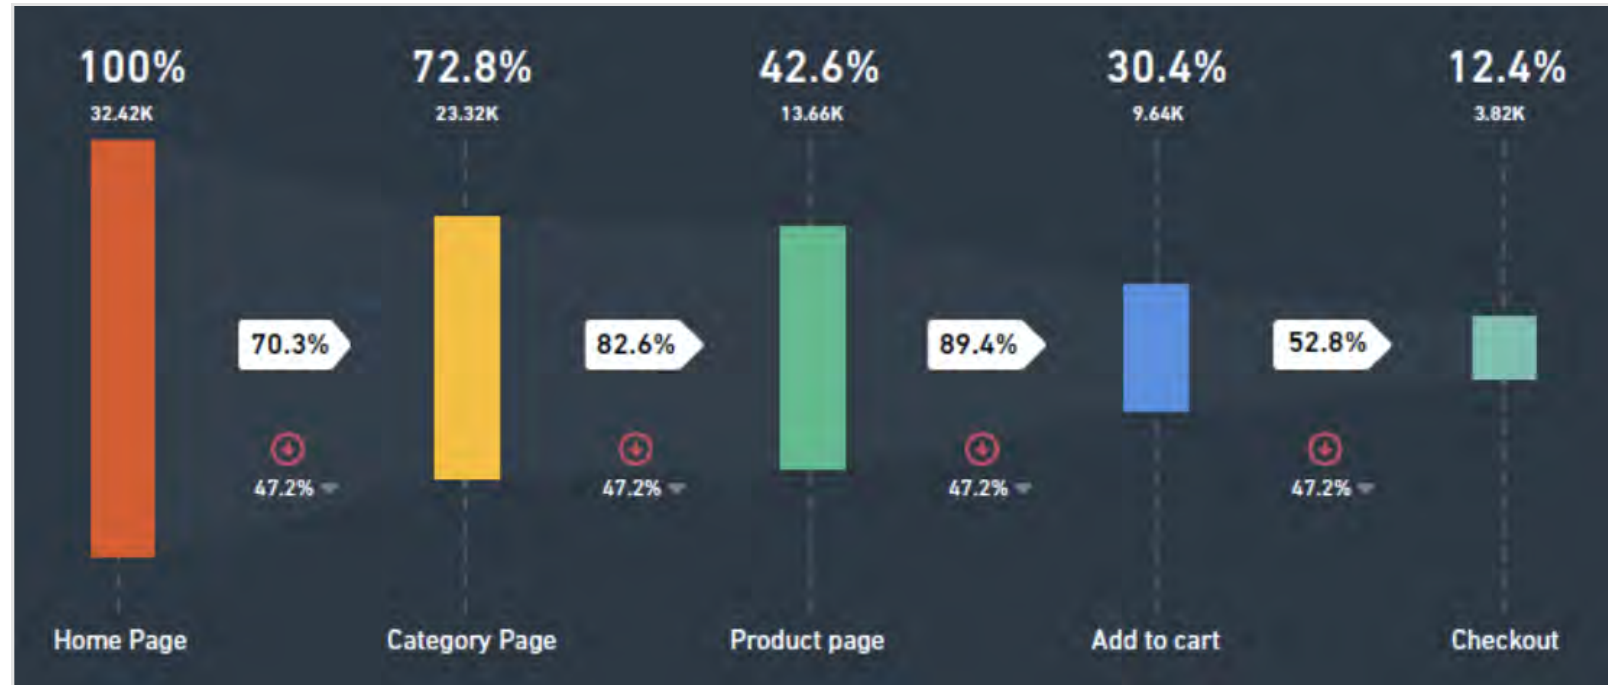 100% 72.8% 42.6% 30.4% 12.4%
32.42K 23.32K 13.66K 9.64K 3.82K
70.3% 82.6% 89.4% 52.8%
47.2% 47.2% 47.2% 47.2%
Home Page Category Page Product page Add to cart Checkout